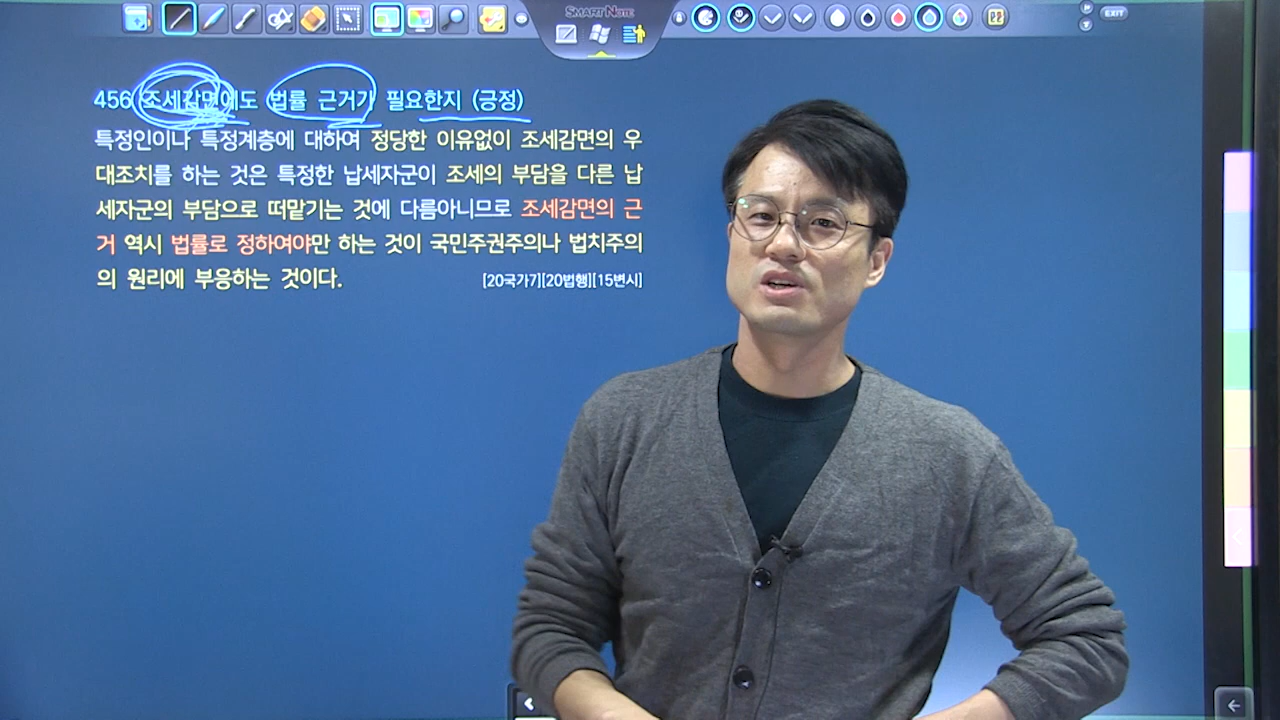 SMART NOTE
EXIT
456 조세감면에도 법률 근거가 필요한지 (긍정)
특정인이나 특정계층에 대하여 정당한 이유없이 조세감면의 우
대조치를 하는 것은 특정한 납세자군이 조세의 부담을 다른 납
세자군의 부담으로 떠맡기는 것에 다름아니므로 조세감면의 근
거 역시 법률로 정하여야만 하는 것이 국민주권주의나 법치주의
의 원리에 부응하는 것이다.
[20국가7][20법행][15변시]